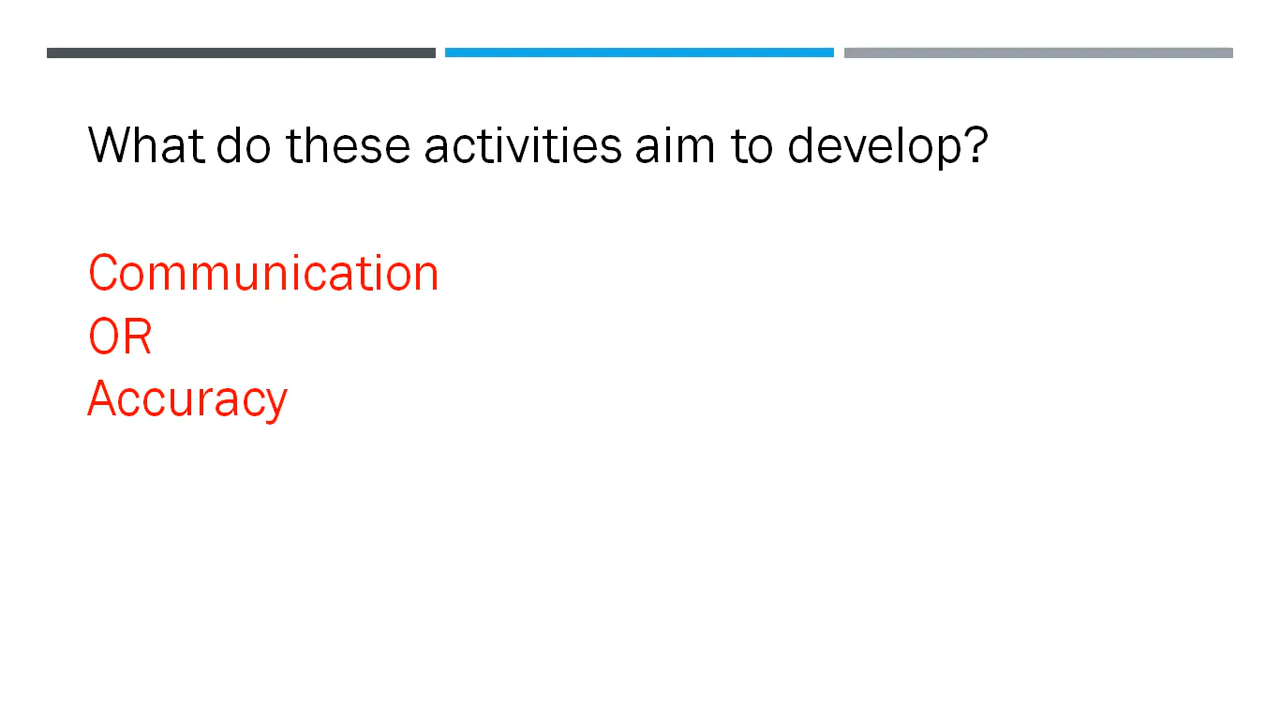 What do these activities aim to develop?
Communication
OR
Accuracy